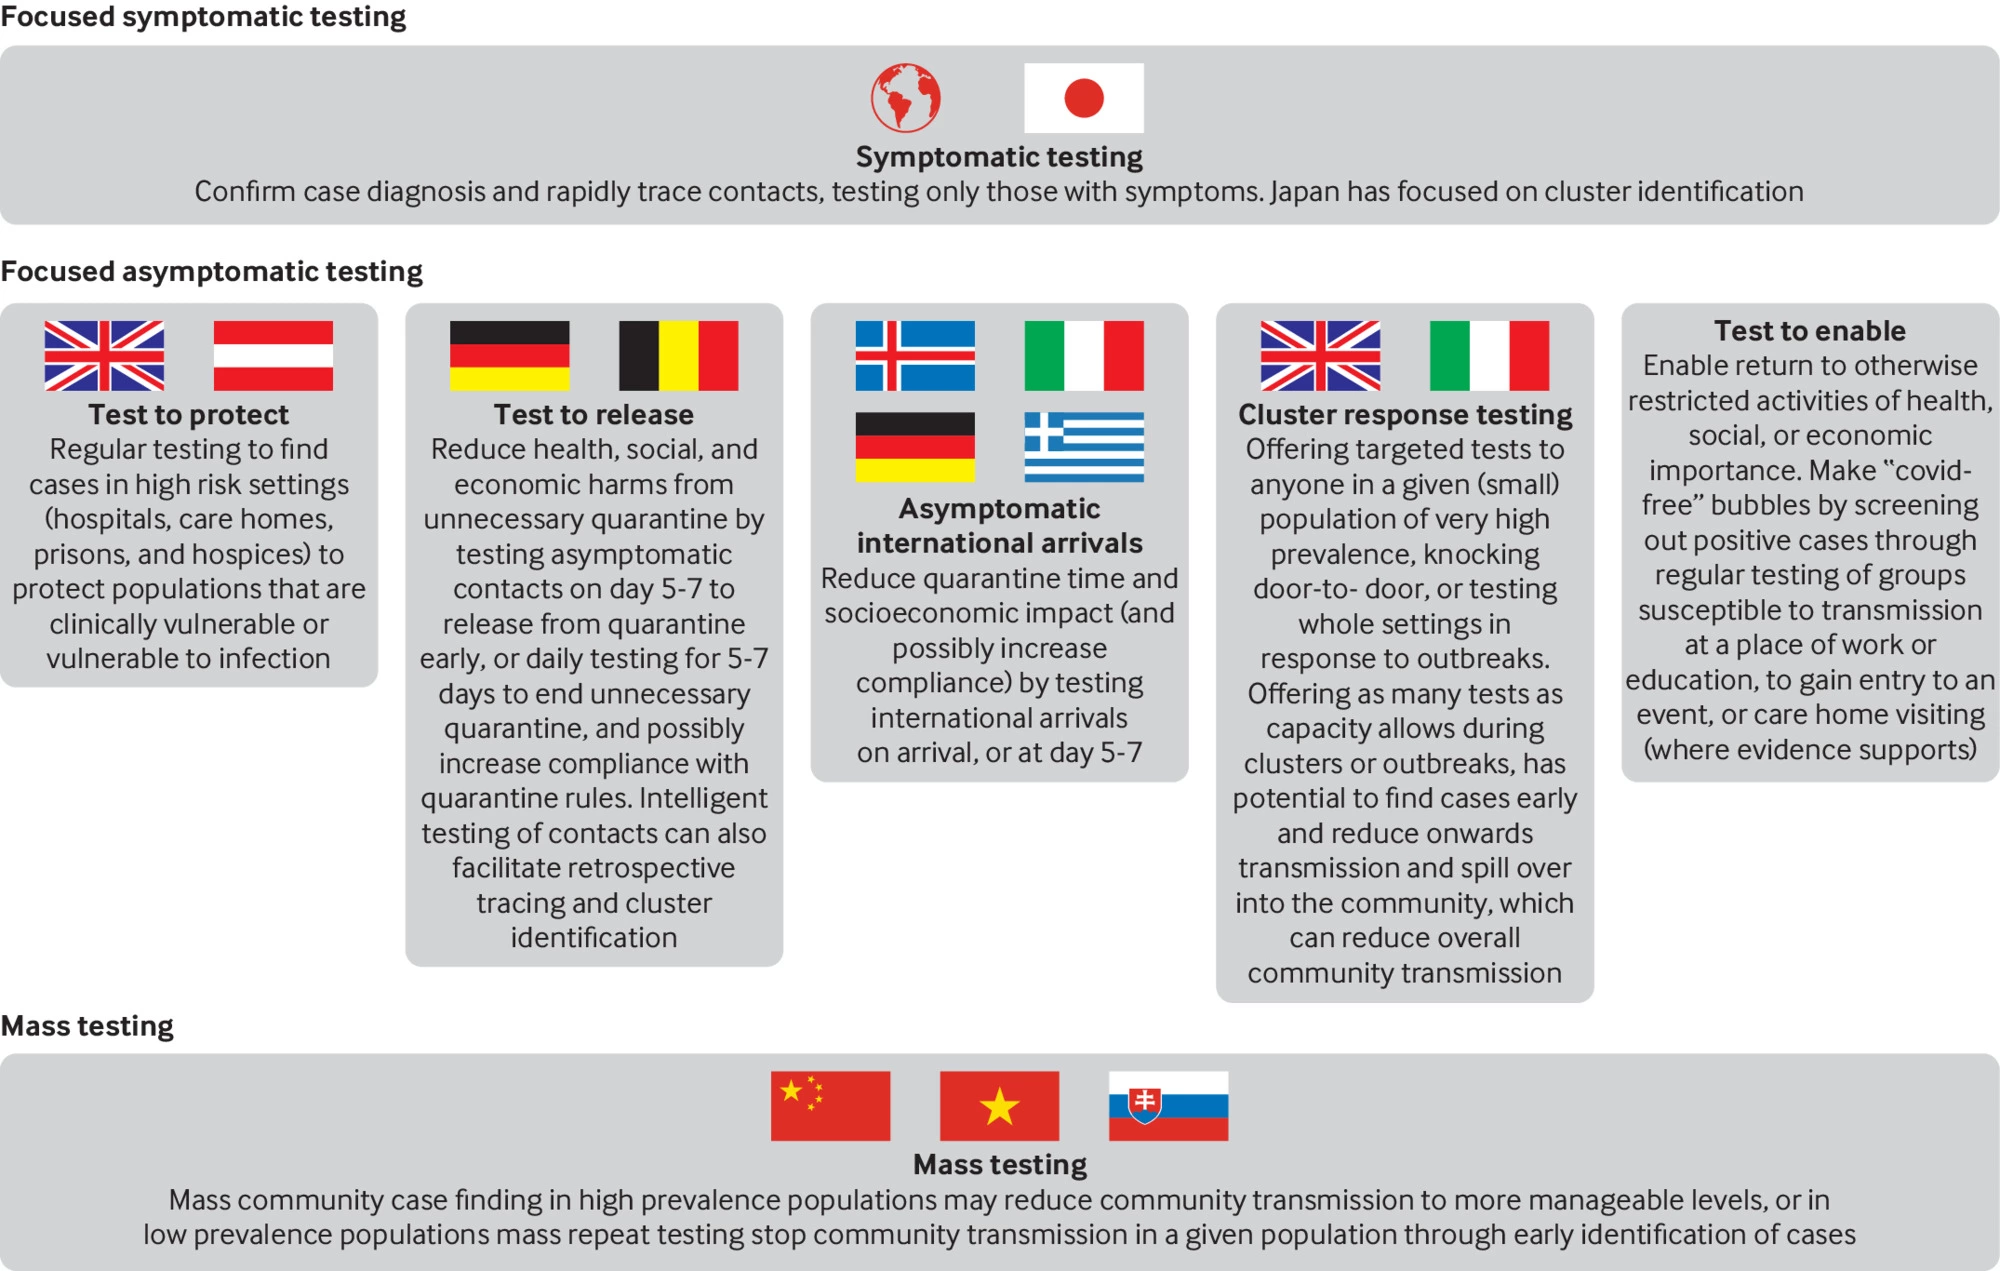 Focused symptomatic testing
Symptomatic testing
Confirm case diagnosis and rapidly trace contacts, testing only those with symptoms. Japan has focused on cluster identification
Focused asymptomatic testing
Test to protect
Regular testing to find
cases in high risk settings
(hospitals, care homes,
prisons, and hospices) to
protect populations that are
clinically vulnerable or
vulnerable to infection
Test to release
Reduce health, social, and
economic harms from
unnecessary quarantine by
testing asymptomatic
contacts on day 5-7 to
release from quarantine
early, or daily testing for 5-7
days to end unnecessary
quarantine, and possibly
increase compliance with
quarantine rules. Intelligent
testing of contacts can also
facilitate retrospective
tracing and cluster
identification
Asymptomatic
international arrivals
Reduce quarantine time and
socioeconomic impact (and
possibly increase
compliance) by testing
international arrivals
on arrival, or at day 5-7
Cluster response testing
Offering targeted tests to
anyone in a given (small)
population of very high
prevalence, knocking
door-to- door, or testing
whole settings in
response to outbreaks.
Offering as many tests as
capacity allows during
clusters or outbreaks, has
potential to find cases early
and reduce onwards
transmission and spill over
into the community, which
can reduce overall
community transmission
Test to enable
Enable return to otherwise
restricted activities of health,
social, or economic
importance. Make “covid-
free” bubbles by screening
out positive cases through
regular testing of groups
susceptible to transmission
at a place of work or
education, to gain entry to an
event, or care home visiting
(where evidence supports)
Mass testing
Mass testing
Mass community case finding in high prevalence populations may reduce community transmission to more manageable levels, or in
low prevalence populations mass repeat testing stop community transmission in a given population through early identification of cases